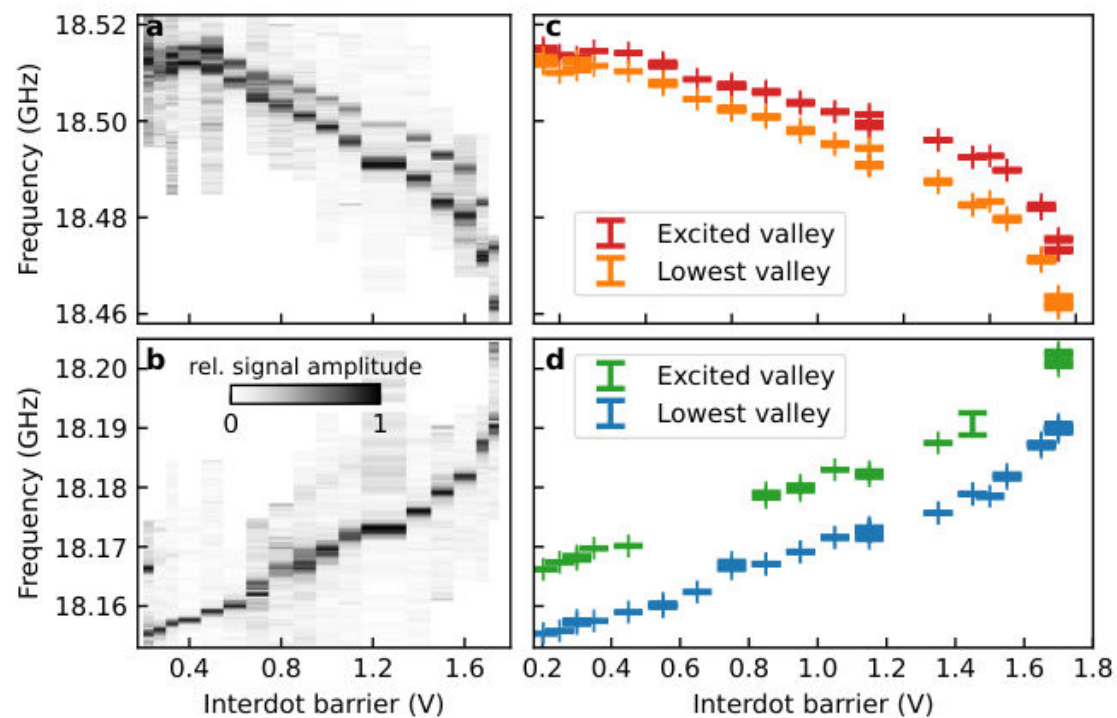 a
18.52
18.50
18.48
18.46
Frequency (GHz)
c
Excited valley
Lowest valley
b
rel. signal amplitude
0 1
18.20
18.19
18.18
18.17
18.16
Frequency (GHz)
0.4 0.8 1.2 1.6
Interdot barrier (V)
d
Excited valley
Lowest valley
0.2 0.4 0.6 0.8 1.0 1.2 1.4 1.6 1.8
Interdot barrier (V)